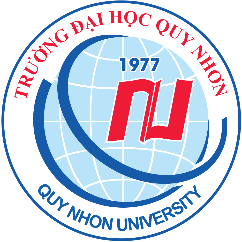 TRƯỜNG ĐẠI HỌC QUY NHƠN
1977
QUY NHON UNIVERSITY